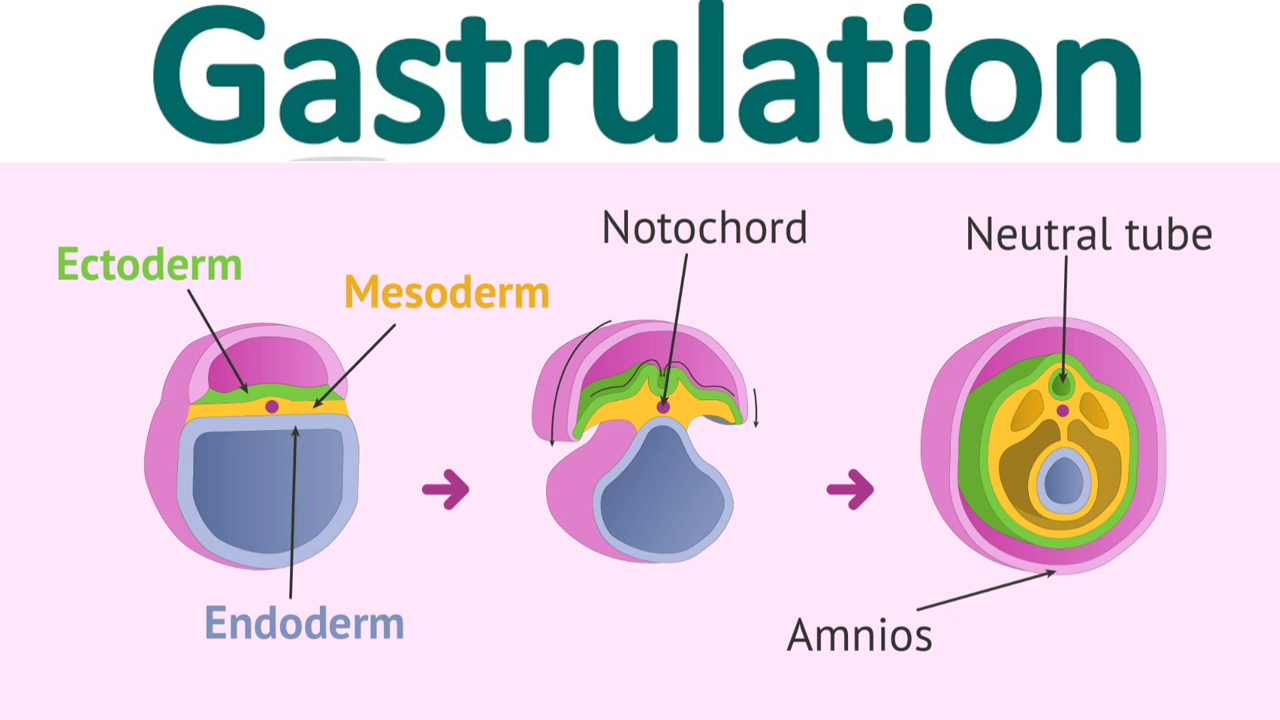 Gastrulation
Notochord
Neutral tube
Ectoderm
Mesoderm
Endoderm
Amnios